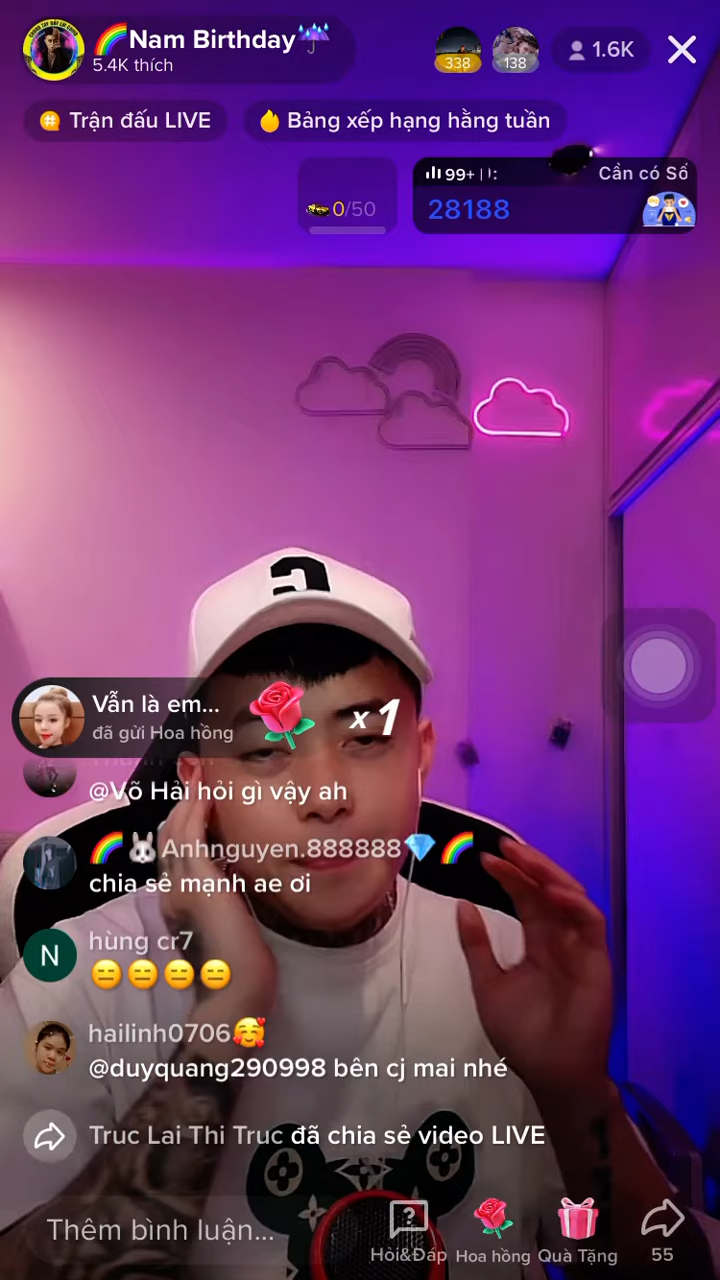 🌈Nam Birthday☔
5.4K thích
338
138
1.6K
Trận đấu LIVE
Bảng xếp hạng hằng tuần
0/50
99+
Cần có Số
28188
Vẫn là em...
đã gửi Hoa hồng
x1
@Võ Hải hỏi gì vậy ah
🌈🐰Anhnguyen.888888💎🌈
chia sẻ mạnh ae ơi
N
hùng cr7
😑😑😑😑
hailinh0706🥰
@duyquang290998 bên cj mai nhé
Truc Lai Thi Truc đã chia sẻ video LIVE
Thêm bình luận...
Hỏi&Đáp
Hoa hồng
Quà Tặng
55